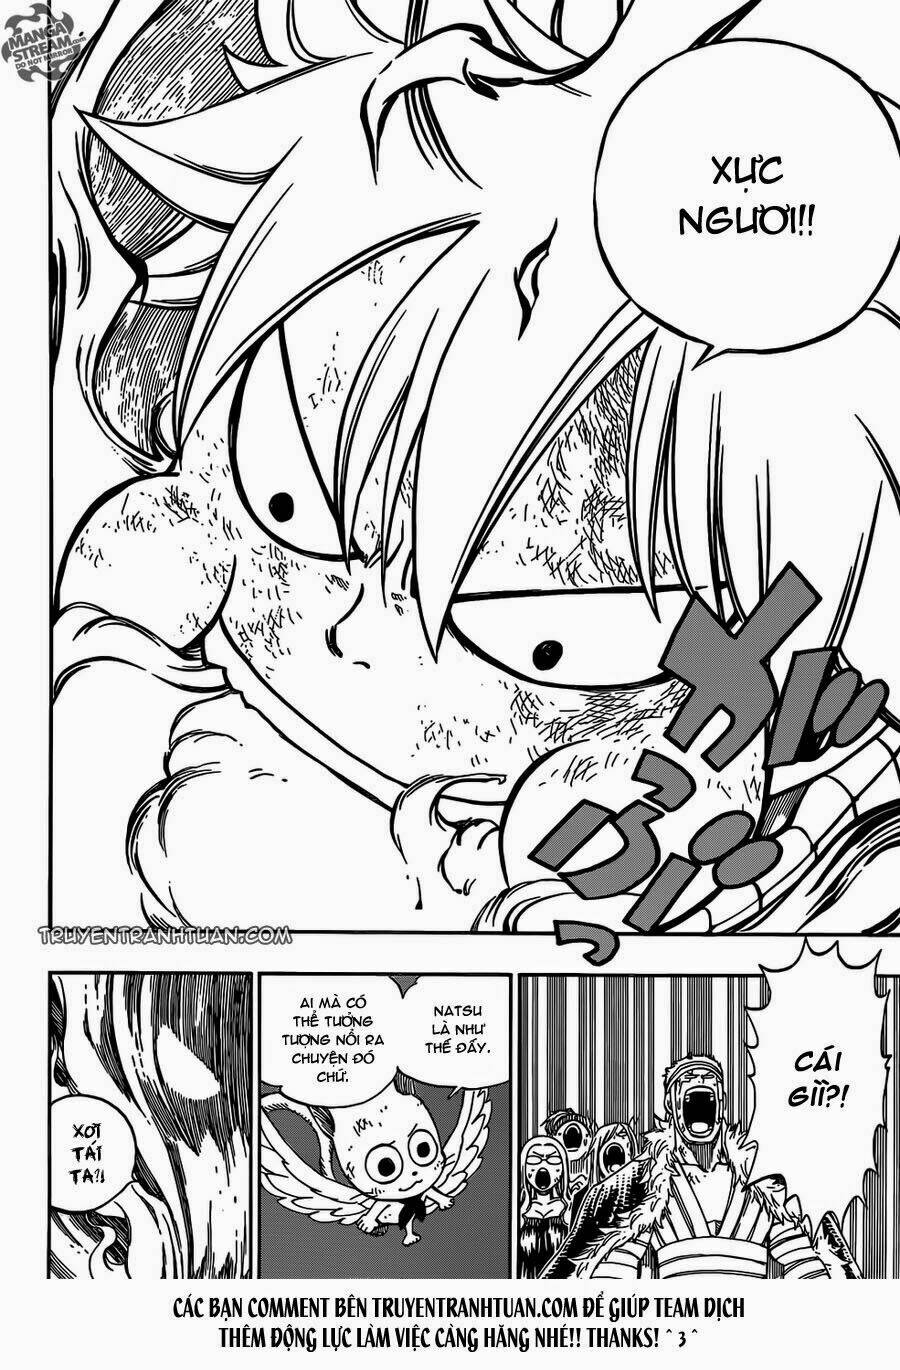 MANGA
STREAM.com
DO NOT MIRROR
XỰC
NGƯƠI!!
TRUYENTRANHTUAN.COM
XƠI
TÁI
TA?!
AI MÀ CÓ
THỂ TƯỞNG
TƯỢNG NỔI RA
CHUYỆN ĐÓ
CHỨ.
NATSU
LÀ NHƯ
THẾ ĐẤY.
CÁI
GÌ?!
CÁC BẠN COMMENT BÊN TRUYENTRANHTUAN.COM ĐỂ GIÚP TEAM DỊCH
THÊM ĐỘNG LỰC LÀM VIỆC CÀNG HĂNG NHÉ!! THANKS! ^ 3 ^